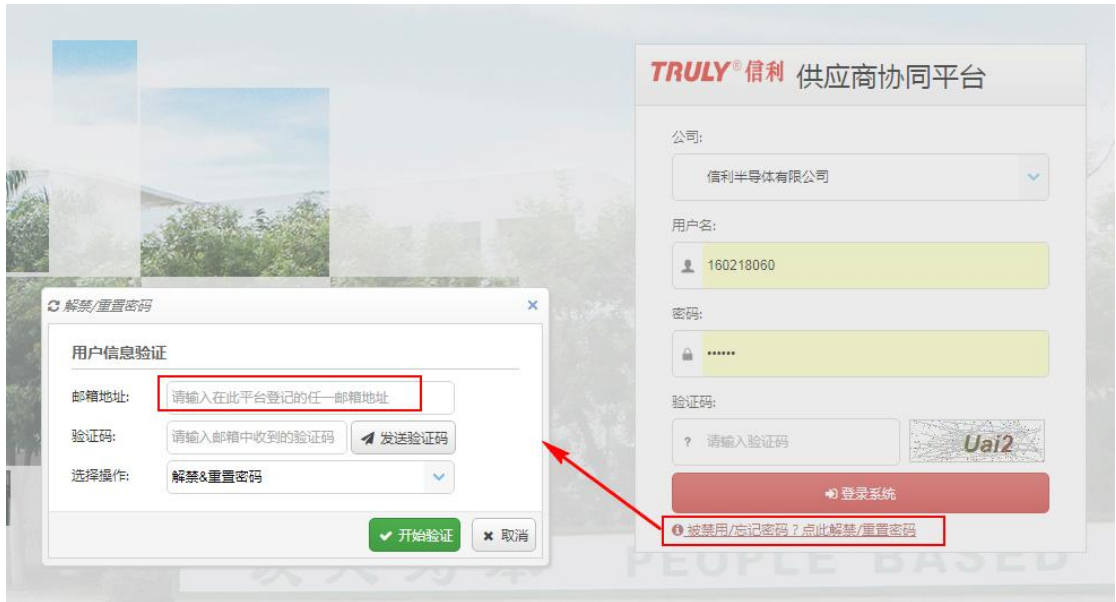 TRULY®信利 供应商协同平台
公司:
信利半导体有限公司
用户名:
160218060
密码:
••••••
验证码:
? 请输入验证码
Uai2
登录系统
被禁用/忘记密码？点此解禁/重置密码
解禁/重置密码 ×
用户信息验证
邮箱地址: 请输入在此平台登记的任一邮箱地址
验证码: 请输入邮箱中收到的验证码 发送验证码
选择操作: 解禁&重置密码
开始验证 × 取消
PEOPLE BASED